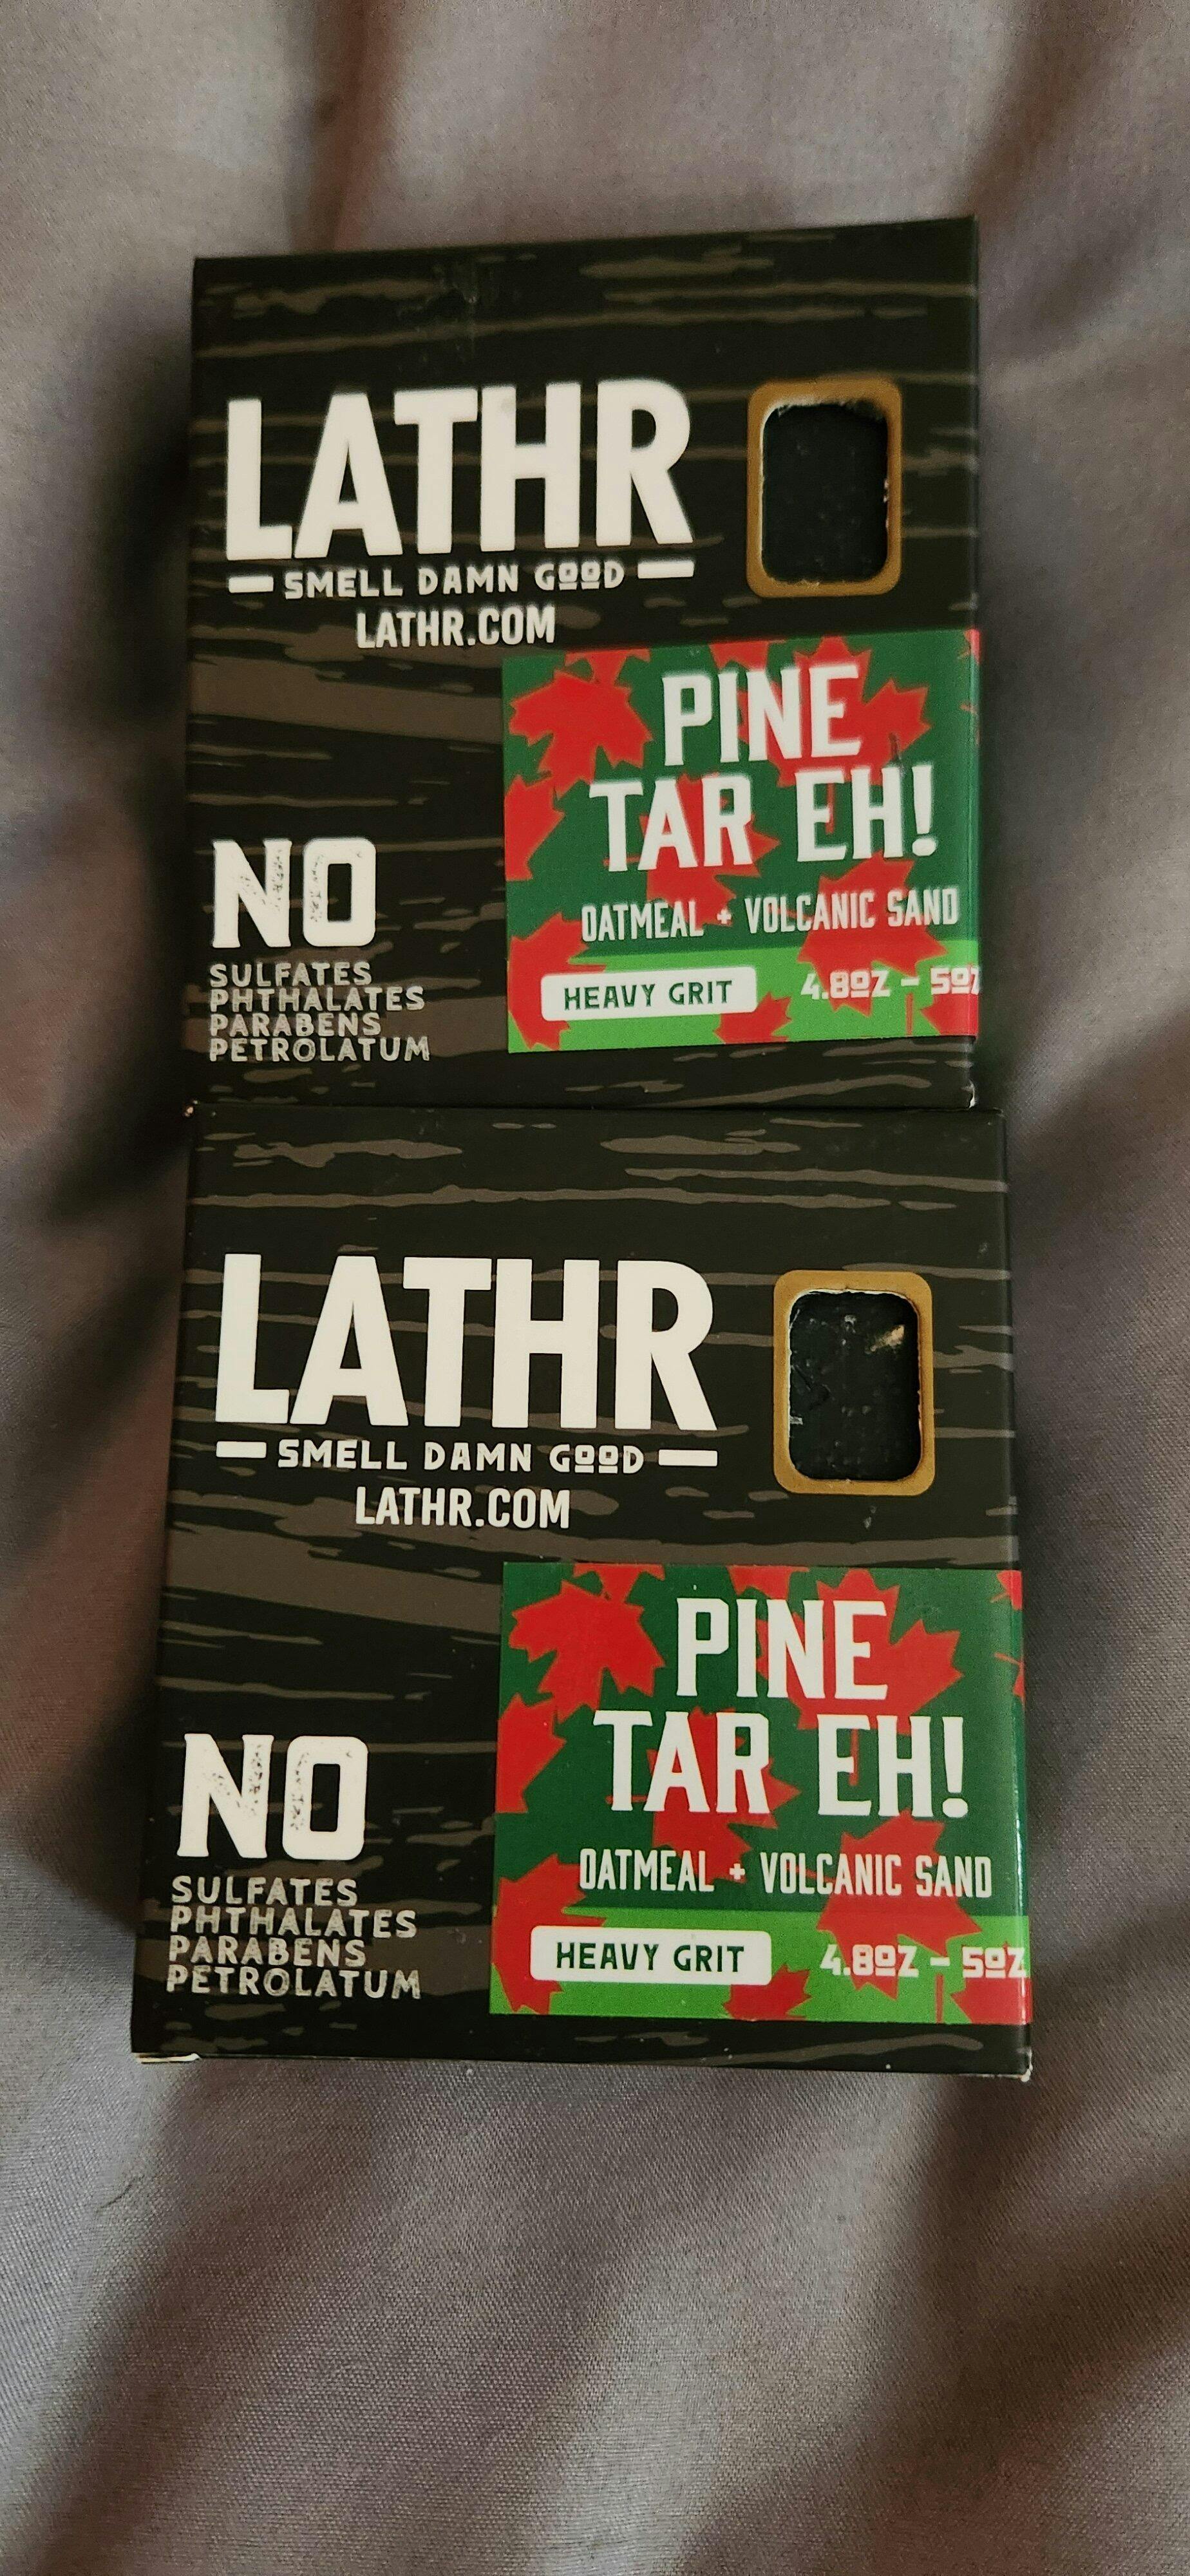 LATHR
SMELL DAMN GOOD
LATHR.COM
PINE
TAR EH!
OATMEAL + VOLCANIC SAND
HEAVY GRIT
4.8OZ - 5OZ
NO
SULFATES
PHTHALATES
PARABENS
PETROLATUM
LATHR
SMELL DAMN GOOD
LATHR.COM
PINE
TAR EH!
OATMEAL + VOLCANIC SAND
HEAVY GRIT
4.8OZ - 5OZ
NO
SULFATES
PHTHALATES
PARABENS
PETROLATUM